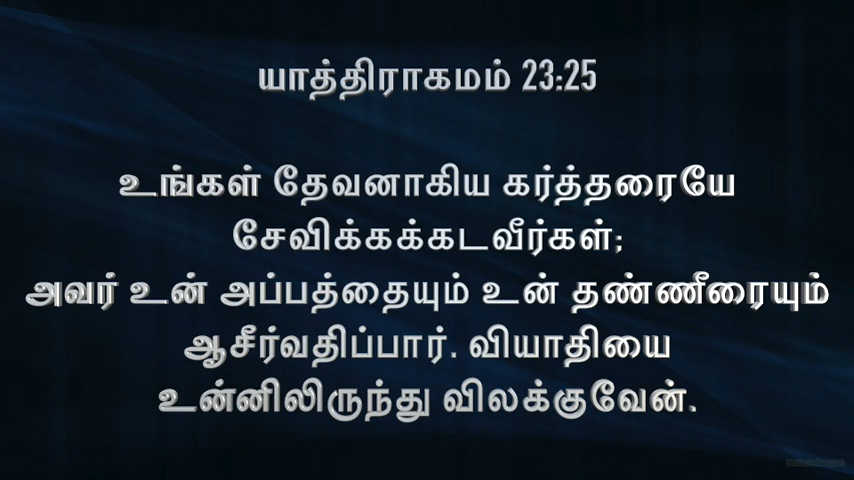 யாத்திராகமம் 23:25
உங்கள் தேவனாகிய கர்த்தரையே
சேவிக்கக்கடவீர்கள்;
அவர் உன் அப்பத்தையும் உன் தண்ணீரையும்
ஆசீர்வதிப்பார். வியாதியை
உன்னிலிருந்து விலக்குவேன்.